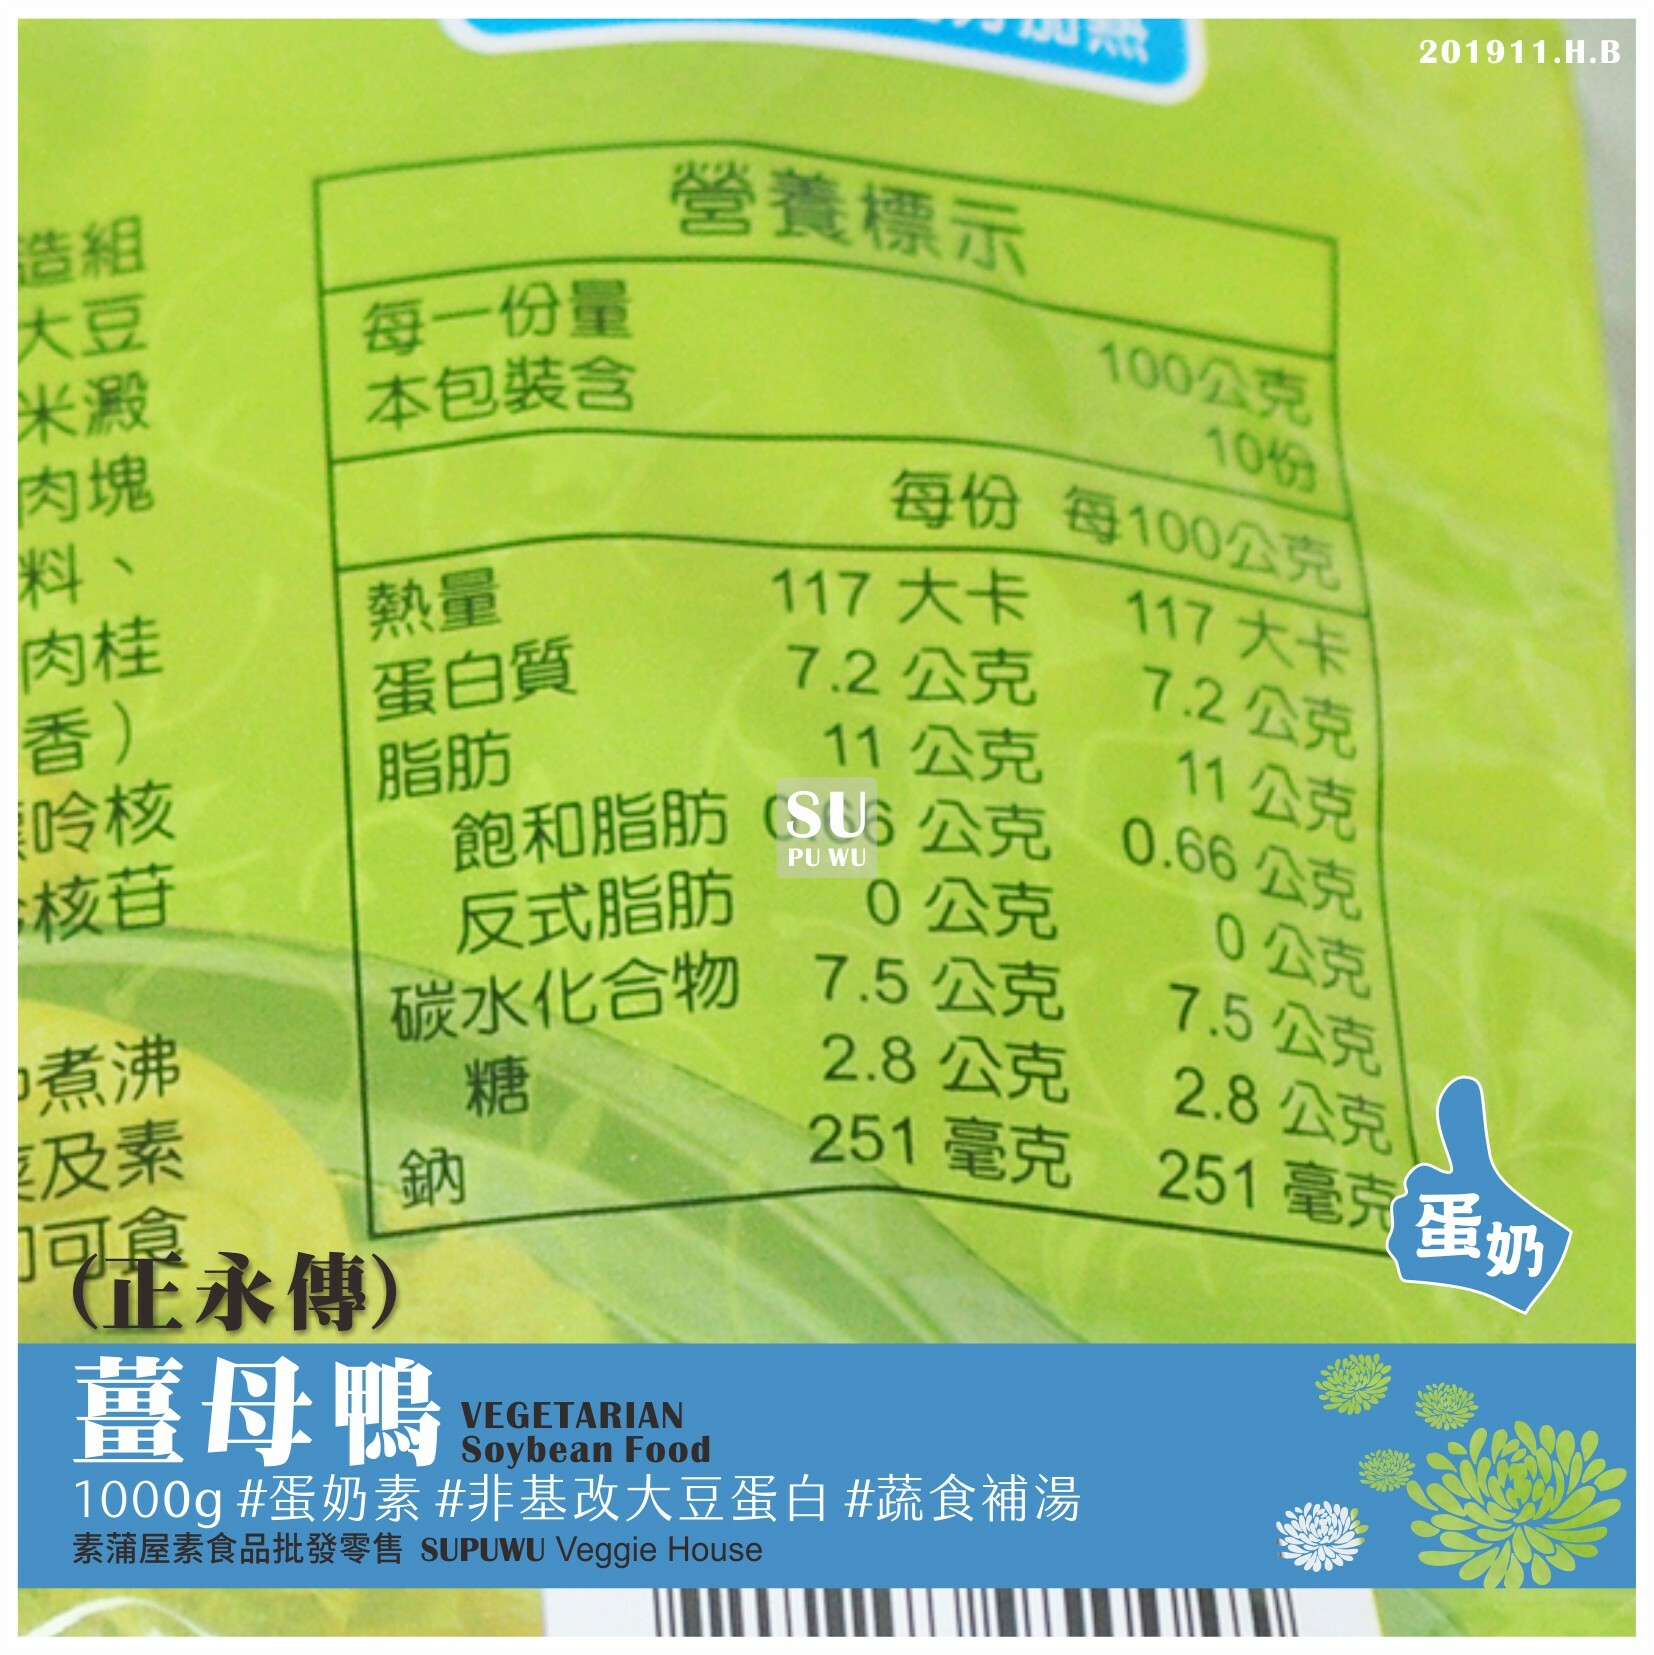 加熱
201911.H.B
造組
大豆
米澱
肉塊
料、
肉桂
香)
呤核
核苷
煮沸
及素
可食
營養標示
每一份量 100公克
本包裝含 10份
每份 每100公克
熱量 117 大卡 117 大卡
蛋白質 7.2 公克 7.2 公克
脂肪 11 公克 11 公克
飽和脂肪 0.66 公克 0.66 公克
反式脂肪 0 公克 0 公克
碳水化合物 7.5 公克 7.5 公克
糖 2.8 公克 2.8 公克
鈉 251 毫克 251 毫克
SU
PU WU
蛋奶
(正永傳)
薑母鴨 VEGETARIAN
Soybean Food
1000g #蛋奶素 #非基改大豆蛋白 #蔬食補湯
素蒲屋素食品批發零售 SUPUWU Veggie House